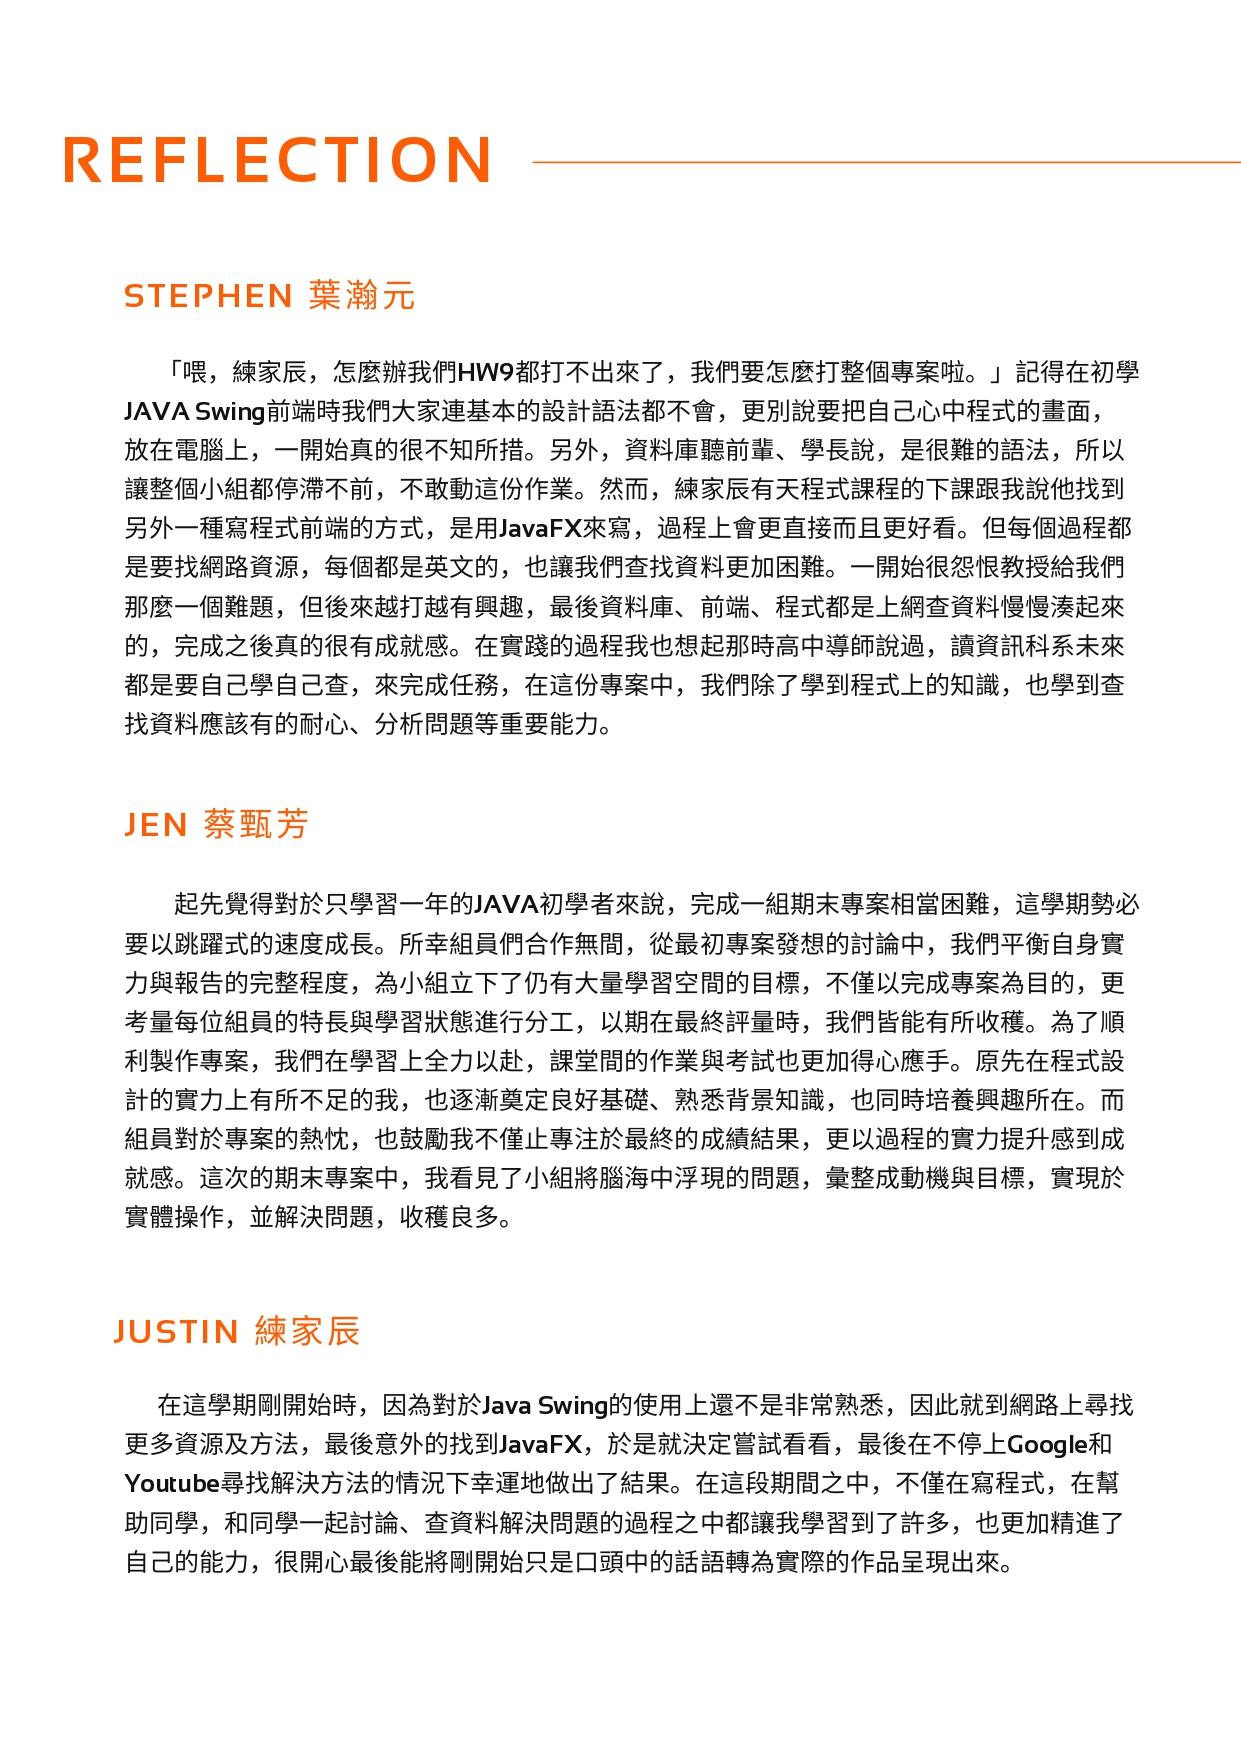 REFLECTION
STEPHEN 葉瀚元
「喂，練家辰，怎麼辦我們HW9都打不出來了，我們要怎麼打整個專案啦。」記得在初學
JAVA Swing前端時我們大家連基本的設計語法都不會，更別說要把自己心中程式的畫面，
放在電腦上，一開始真的很不知所措。另外，資料庫聽前輩、學長說，是很難的語法，所以
讓整個小組都停滯不前，不敢動這份作業。然而，練家辰有天程式課程的下課跟我說他找到
另外一種寫程式前端的方式，是用JavaFX來寫，過程上會更直接而且更好看。但每個過程都
是要找網路資源，每個都是英文的，也讓我們查找資料更加困難。一開始很怨恨教授給我們
那麼一個難題，但後來越打越有興趣，最後資料庫、前端、程式都是上網查資料慢慢湊起來
的，完成之後真的很有成就感。在實踐的過程我也想起那時高中導師說過，讀資訊科系未來
都是要自己學自己查，來完成任務，在這份專案中，我們除了學到程式上的知識，也學到查
找資料應該有的耐心、分析問題等重要能力。
JEN 蔡甄芳
起先覺得對於只學習一年的JAVA初學者來說，完成一組期末專案相當困難，這學期勢必
要以跳躍式的速度成長。所幸組員們合作無間，從最初專案發想的討論中，我們平衡自身實
力與報告的完整程度，為小組立下了仍有大量學習空間的目標，不僅以完成專案為目的，更
考量每位組員的特長與學習狀態進行分工，以期在最終評量時，我們皆能有所收穫。為了順
利製作專案，我們在學習上全力以赴，課堂間的作業與考試也更加得心應手。原先在程式設
計的實力上有所不足的我，也逐漸奠定良好基礎、熟悉背景知識，也同時培養興趣所在。而
組員對於專案的熱忱，也鼓勵我不僅止專注於最終的成績結果，更以過程的實力提升感到成
就感。這次的期末專案中，我看見了小組將腦海中浮現的問題，彙整成動機與目標，實現於
實體操作，並解決問題，收穫良多。
JUSTIN 練家辰
在這學期剛開始時，因為對於Java Swing的使用上還不是非常熟悉，因此就到網路上尋找
更多資源及方法，最後意外的找到JavaFX，於是就決定嘗試看看，最後在不停上Google和
Youtube尋找解決方法的情況下幸運地做出了結果。在這段期間之中，不僅在寫程式，在幫
助同學，和同學一起討論、查資料解決問題的過程之中都讓我學習到了許多，也更加精進了
自己的能力，很開心最後能將剛開始只是口頭中的話語轉為實際的作品呈現出來。